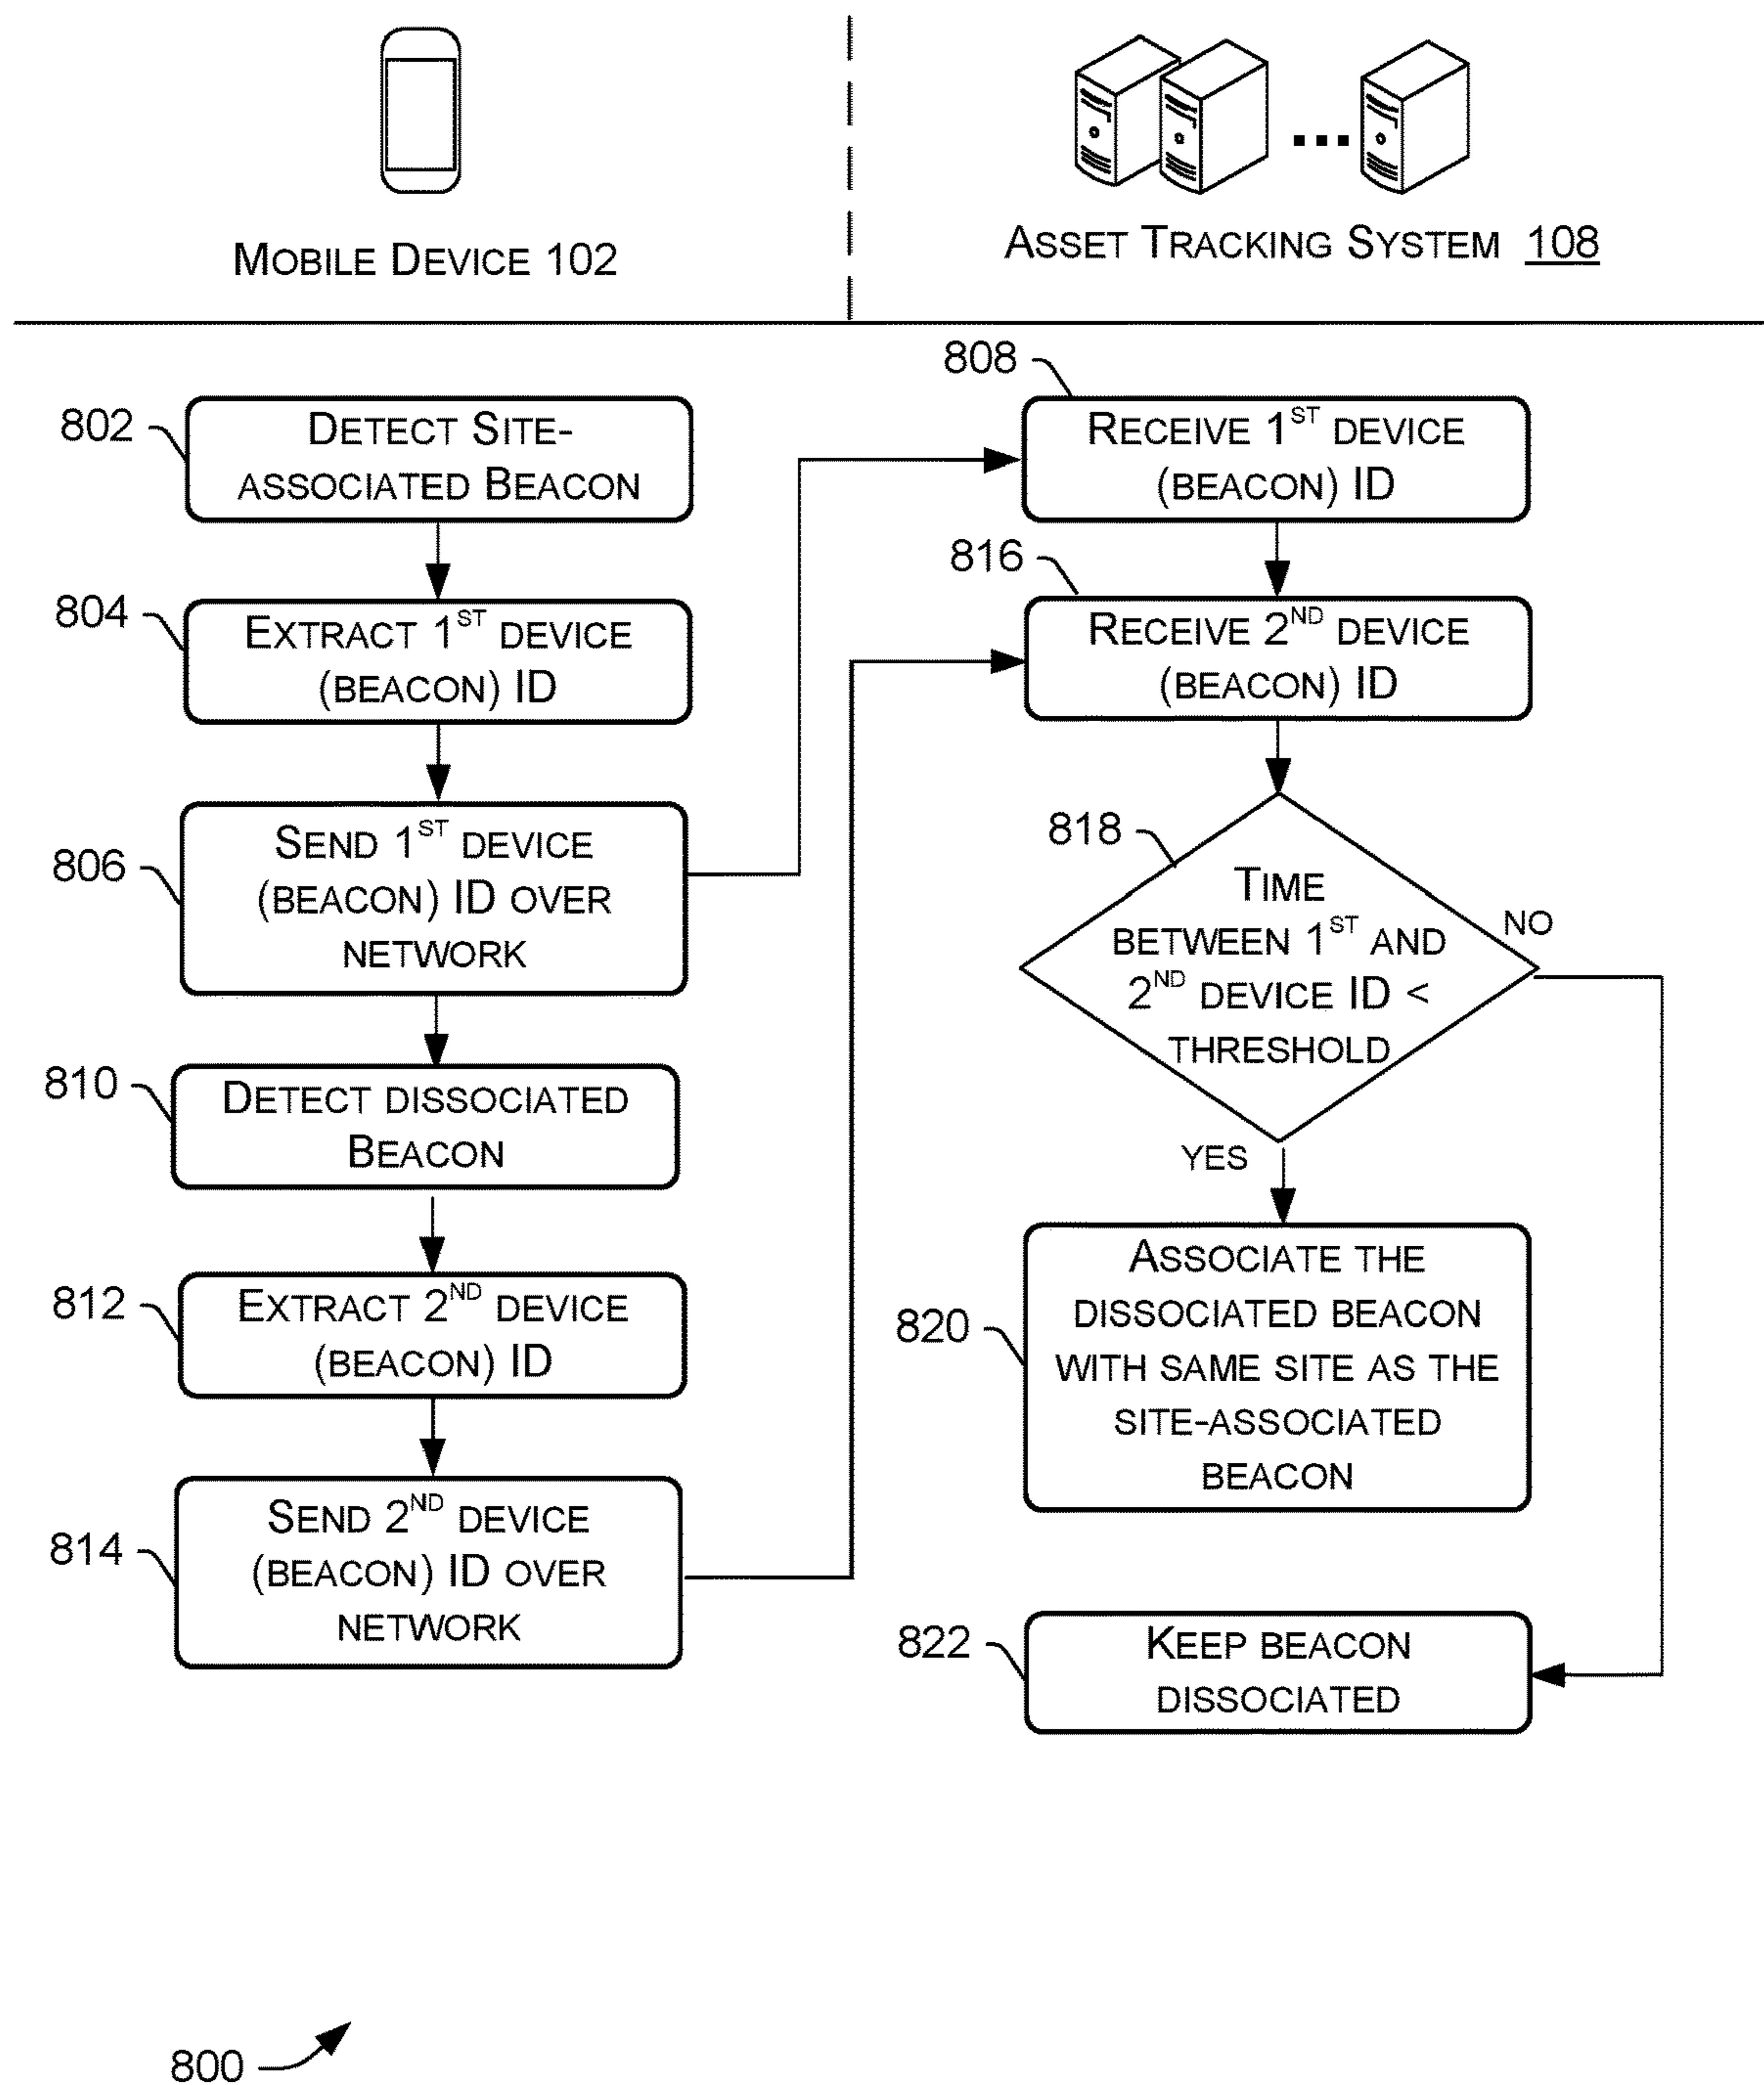 MOBILE DEVICE 102
ASSET TRACKING SYSTEM 108
802
DETECT SITE-
ASSOCIATED BEACON
804
EXTRACT 1ST DEVICE
(BEACON) ID
806
SEND 1ST DEVICE
(BEACON) ID OVER
NETWORK
810
DETECT DISSOCIATED
BEACON
812
EXTRACT 2ND DEVICE
(BEACON) ID
814
SEND 2ND DEVICE
(BEACON) ID OVER
NETWORK
808
RECEIVE 1ST DEVICE
(BEACON) ID
816
RECEIVE 2ND DEVICE
(BEACON) ID
818
TIME
BETWEEN 1ST AND
2ND DEVICE ID <
THRESHOLD
NO
YES
820
ASSOCIATE THE
DISSOCIATED BEACON
WITH SAME SITE AS THE
SITE-ASSOCIATED
BEACON
822
KEEP BEACON
DISSOCIATED
800